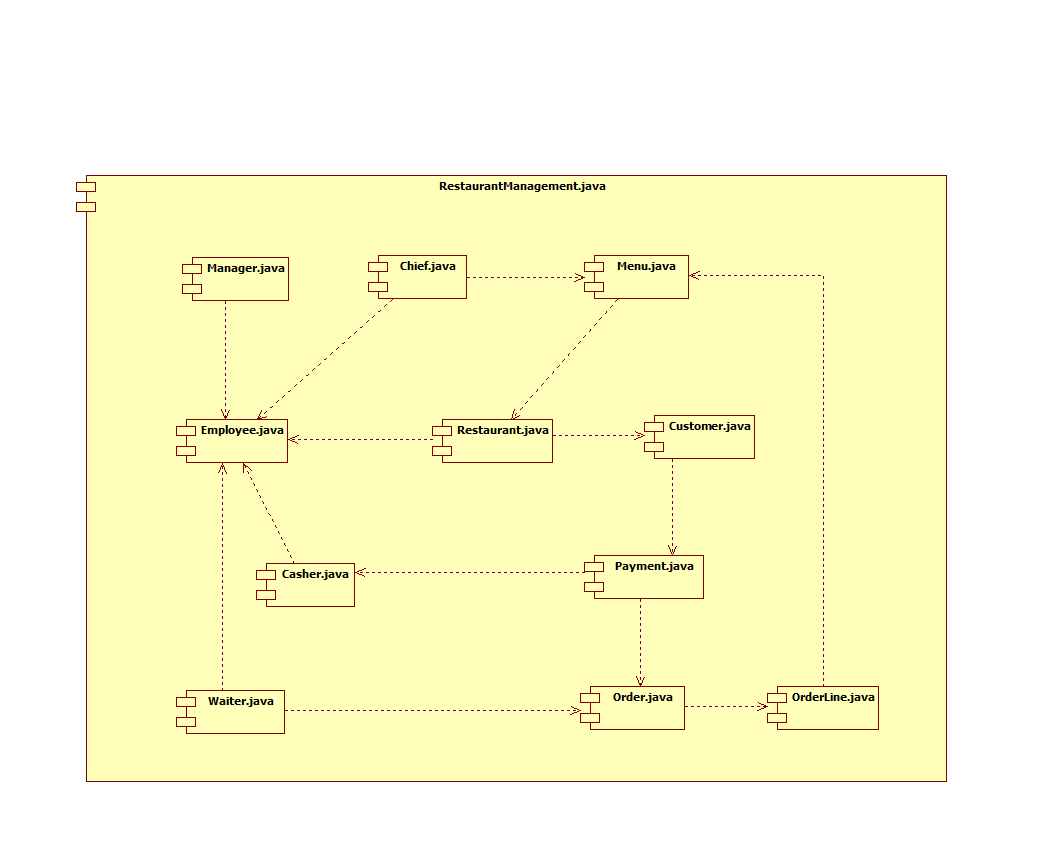 RestaurantManagement.java
Manager.java
Chief.java
Menu.java
Employee.java
Restaurant.java
Customer.java
Casher.java
Payment.java
Waiter.java
Order.java
OrderLine.java